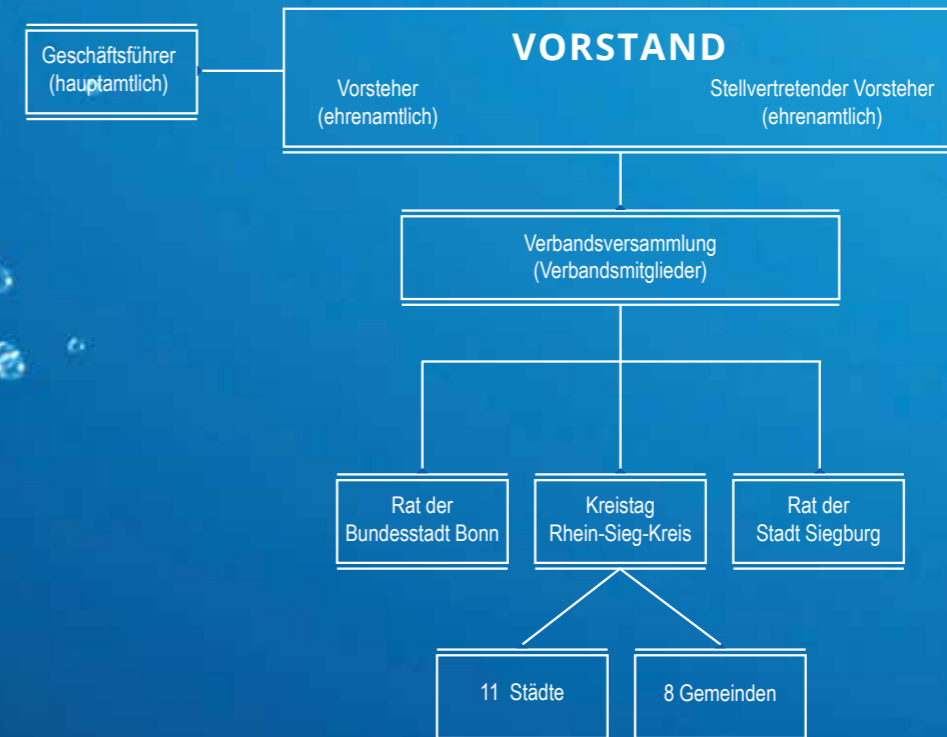 Geschäftsführer
(hauptamtlich)
VORSTAND
Vorsteher
(ehrenamtlich)
Stellvertretender Vorsteher
(ehrenamtlich)
Verbandsversammlung
(Verbandsmitglieder)
Rat der
Bundesstadt Bonn
Kreistag
Rhein-Sieg-Kreis
Rat der
Stadt Siegburg
11 Städte
8 Gemeinden